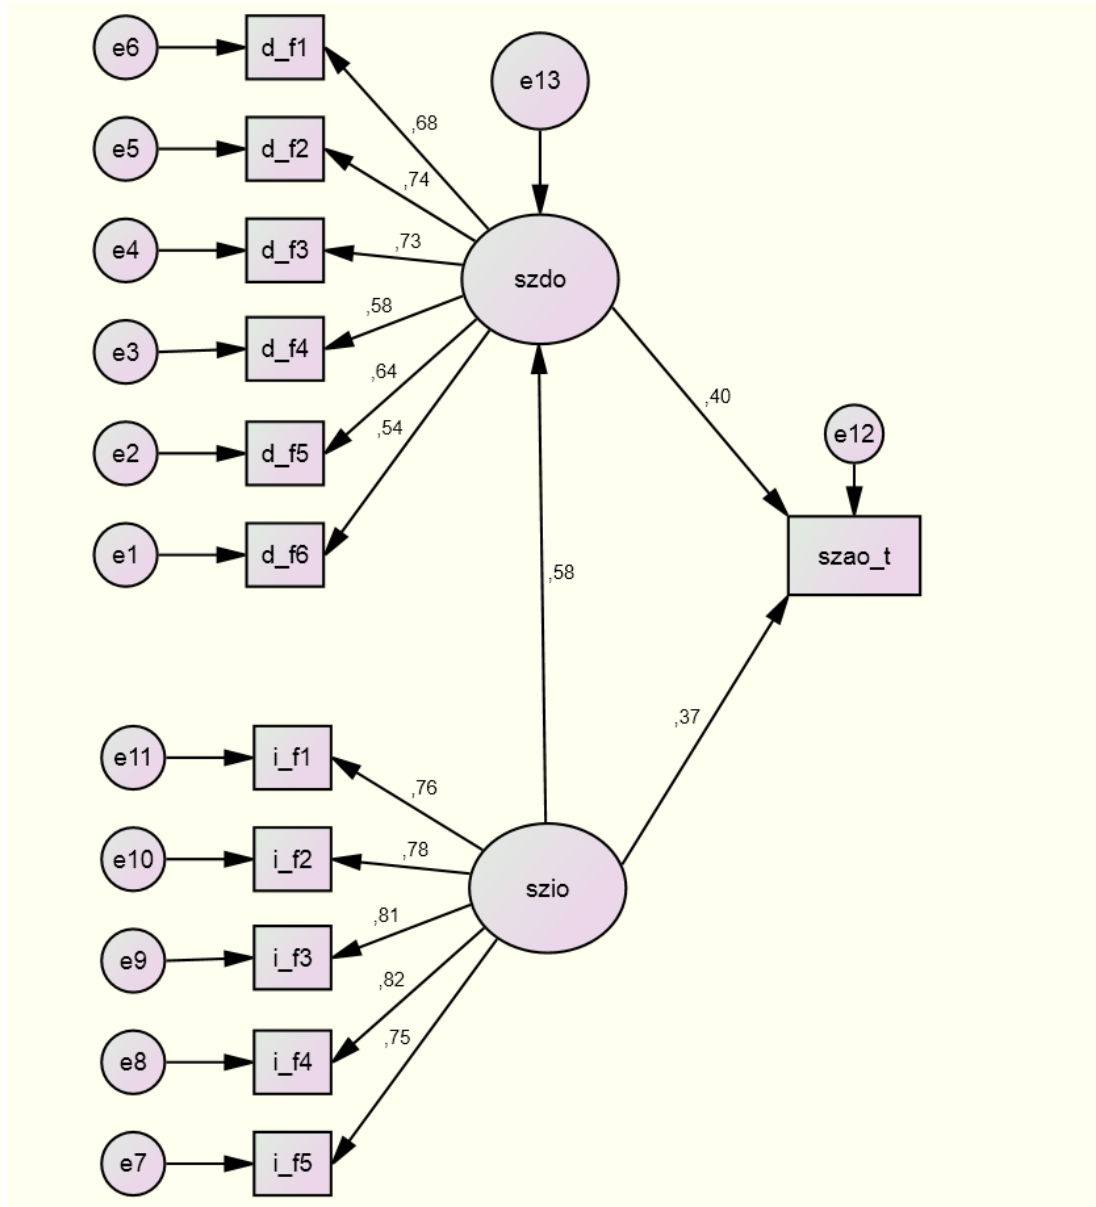 e6
d_f1
e13
,68
e5
d_f2
,74
e4
d_f3
,73
szdo
,58
e3
d_f4
,64
,40
,54
e2
d_f5
e12
e1
d_f6
szao_t
,58
,37
e11
i_f1
,76
e10
i_f2
,78
szio
,81
e9
i_f3
,82
,75
e8
i_f4
e7
i_f5